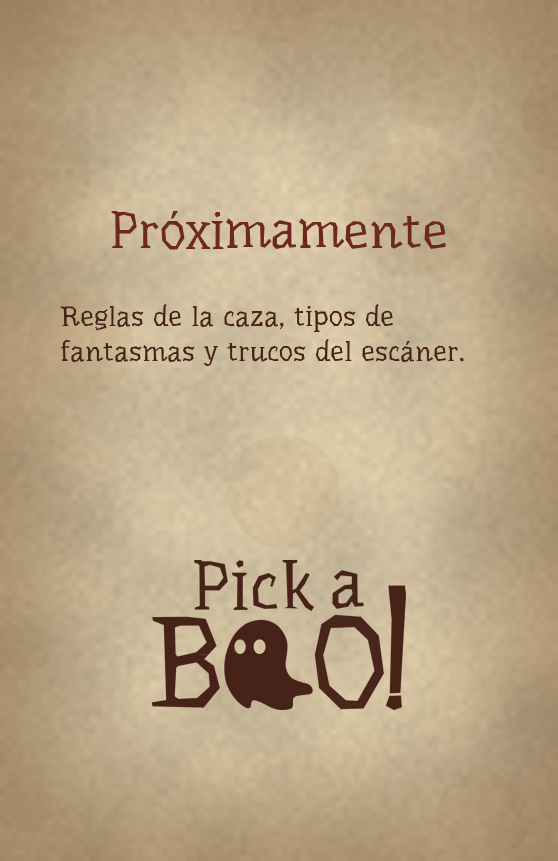 Próximamente
Reglas de la caza, tipos de
fantasmas y trucos del escáner.
Pick a
BOO!